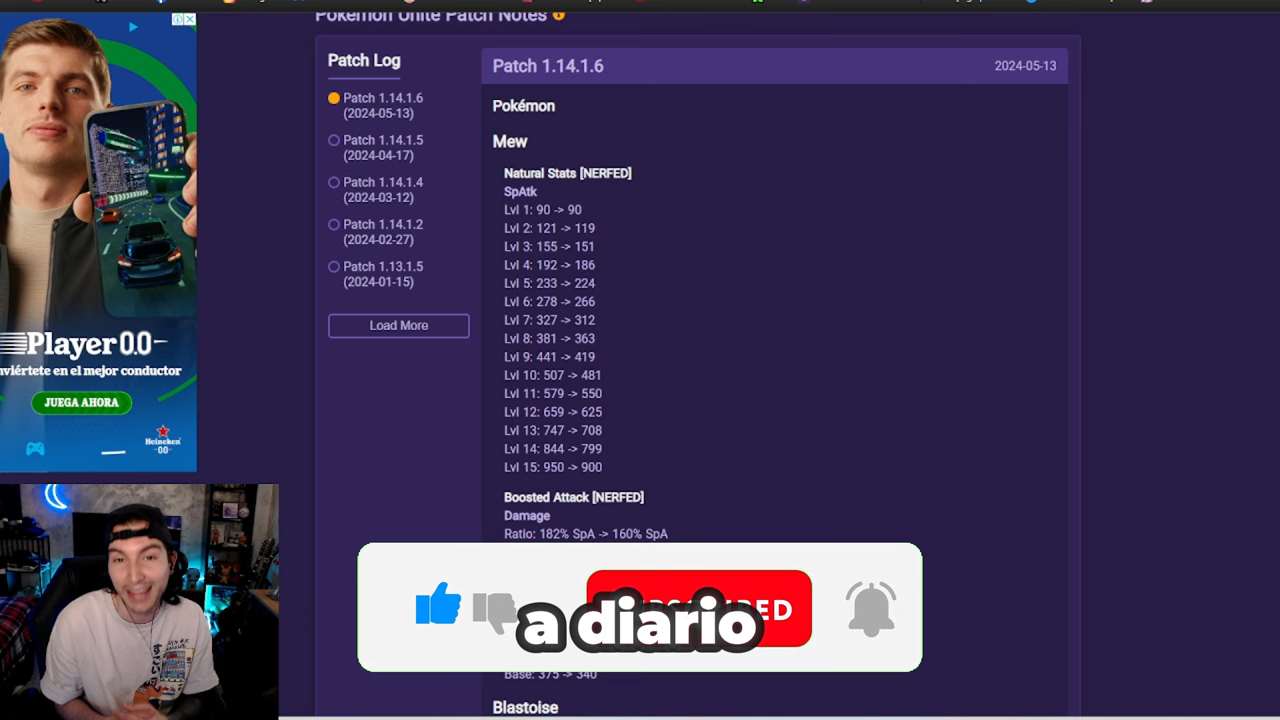 Pokémon Unite Patch Notes
Patch Log
Patch 1.14.1.6
(2024-05-13)
Patch 1.14.1.5
(2024-04-17)
Patch 1.14.1.4
(2024-03-12)
Patch 1.14.1.2
(2024-02-27)
Patch 1.13.1.5
(2024-01-15)
Load More
Patch 1.14.1.6
2024-05-13
Pokémon
Mew
Natural Stats [NERFED]
SpAtk
Lvl 1: 90 -> 90
Lvl 2: 121 -> 119
Lvl 3: 155 -> 151
Lvl 4: 192 -> 186
Lvl 5: 233 -> 224
Lvl 6: 278 -> 266
Lvl 7: 327 -> 312
Lvl 8: 381 -> 363
Lvl 9: 441 -> 419
Lvl 10: 507 -> 481
Lvl 11: 579 -> 550
Lvl 12: 659 -> 625
Lvl 13: 747 -> 708
Lvl 14: 844 -> 799
Lvl 15: 950 -> 900
Boosted Attack [NERFED]
Damage
Ratio: 182% SpA -> 160% SpA
a diario
Base: 375 -> 340
Blastoise
Player 0.0
nviértete en el mejor conductor
JUEGA AHORA
Heineken
0.0